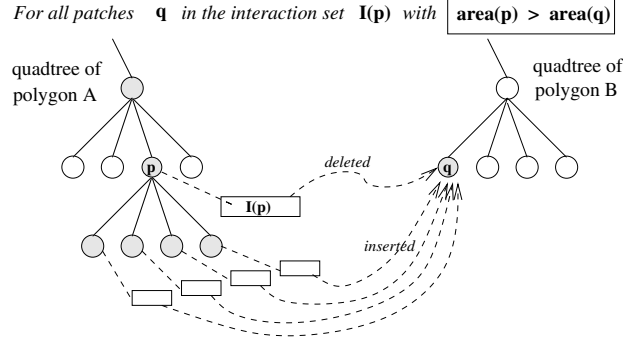 For all patches q in the interaction set I(p) with area(p) > area(q)
quadtree of
polygon A
quadtree of
polygon B
p
deleted
q
I(p)
inserted